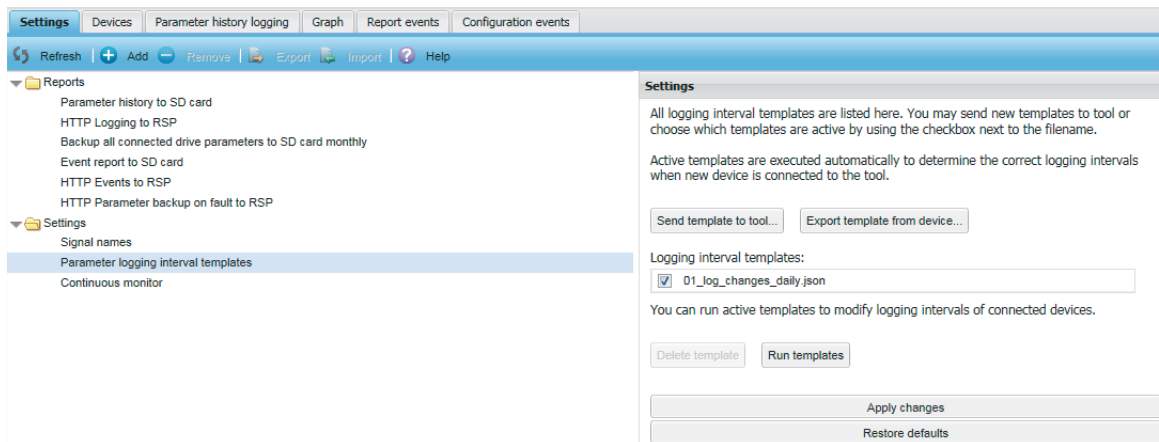 Settings Devices Parameter history logging Graph Report events Configuration events
Refresh Add Remove Export Import ? Help
Reports
Parameter history to SD card
HTTP Logging to RSP
Backup all connected drive parameters to SD card monthly
Event report to SD card
HTTP Events to RSP
HTTP Parameter backup on fault to RSP
Settings
Signal names
Parameter logging interval templates
Continuous monitor
Settings
All logging interval templates are listed here. You may send new templates to tool or
choose which templates are active by using the checkbox next to the filename.
Active templates are executed automatically to determine the correct logging intervals
when new device is connected to the tool.
Send template to tool... Export template from device...
Logging interval templates:
01_log_changes_daily.json
You can run active templates to modify logging intervals of connected devices.
Delete template Run templates
Apply changes
Restore defaults